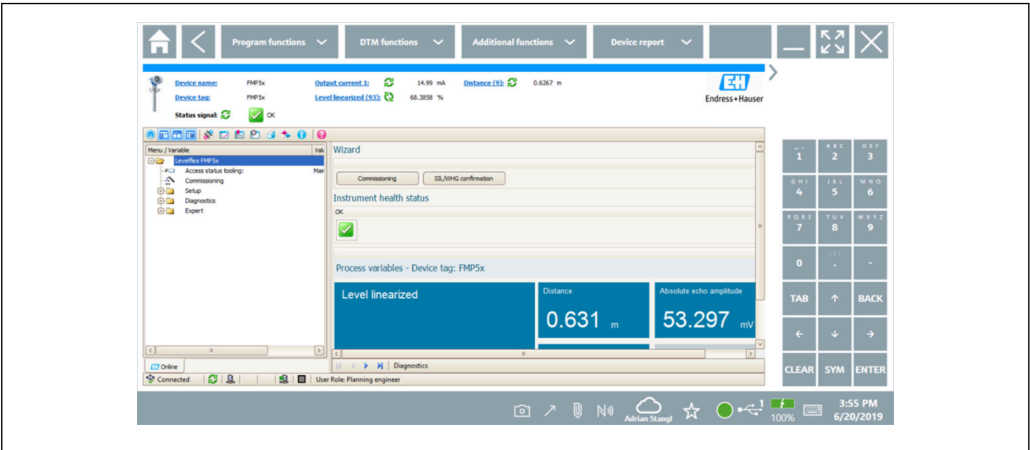 Program functions
DTM functions
Additional functions
Device report
Device name: FMP5x Output current 1: 14.99 mA Distance (9): 0.6267 m
Device tag: FMP5x Level linearized (93): 68.3858 %
Status signal: OK
EH
Endress+Hauser
Menu / Variable Valu
Levelflex FMP5x
Access status tooling: Main
Commissioning
Setup
Diagnostics
Expert
Online
Wizard
Commissioning SIL/WHG confirmation
Instrument health status
OK
Process variables - Device tag: FMP5x
Level linearized
Distance
0.631 m
Absolute echo amplitude
53.297 mV
Diagnostics
Connected User Role: Planning engineer
1 ABC 2 DEF 3
GHI 4 JKL 5 MNO 6
PQRS 7 TUV 8 WXYZ 9
0 . -
TAB ↑ BACK
← ↓ →
CLEAR SYM ENTER
Adrian Stangl
1
100%
3:55 PM
6/20/2019